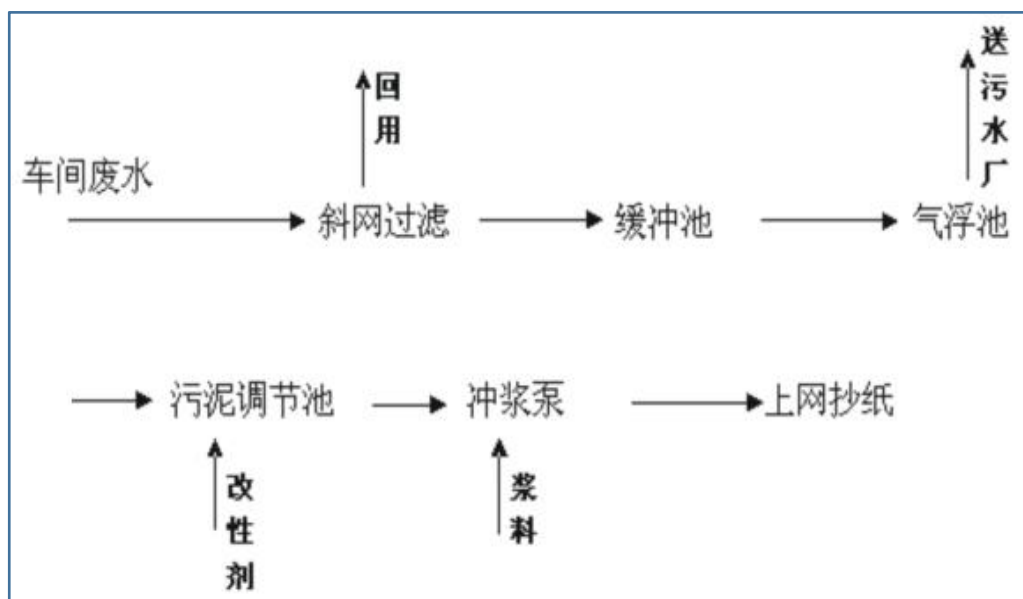 送污水厂
回用
车间废水
斜网过滤
缓冲池
气浮池
污泥调节池
冲浆泵
上网抄纸
改性剂
浆料